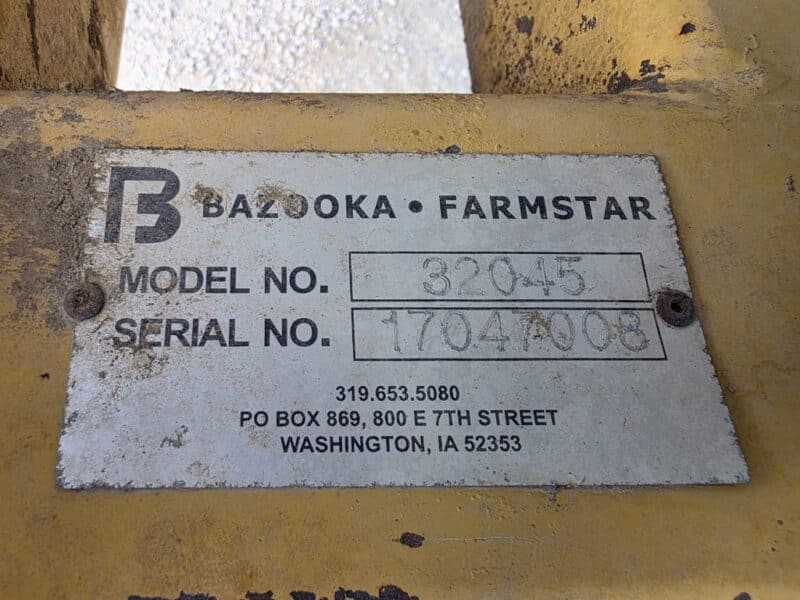 B BAZOOKA • FARMSTAR
MODEL NO. 32045
SERIAL NO. 17047008
319.653.5080
PO BOX 869, 800 E 7TH STREET
WASHINGTON, IA 52353